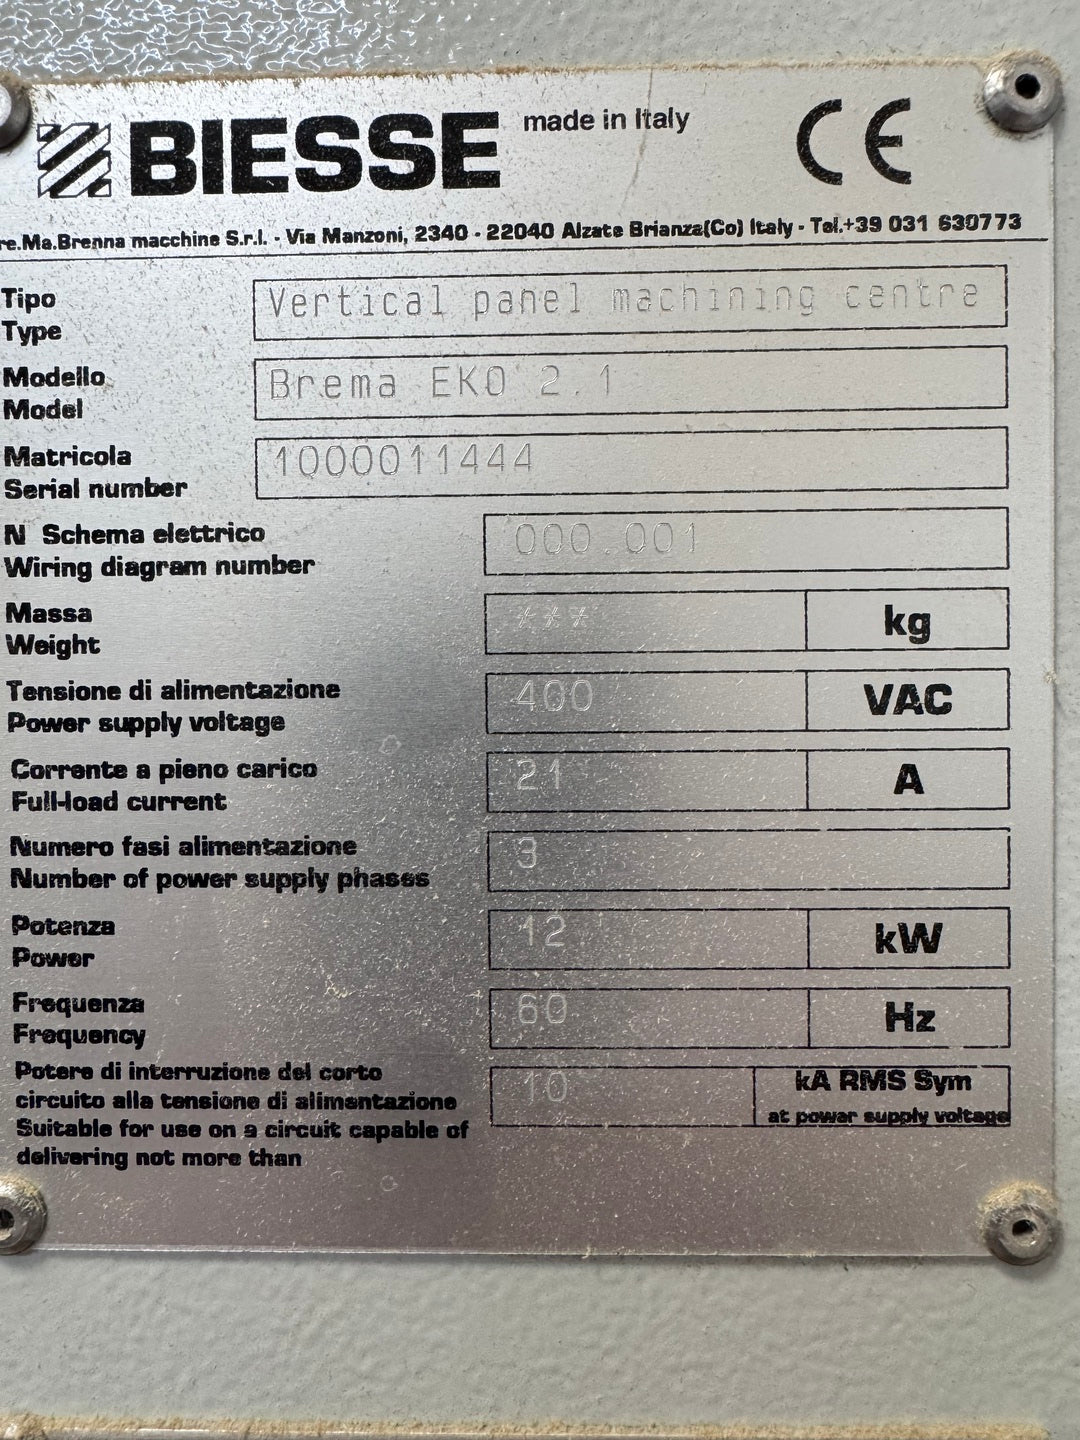 BIESSE made in Italy CE
re.Ma.Brenna macchine S.r.l. - Via Manzoni, 2340 - 22040 Alzate Brianza(Co) Italy - Tel.+39 031 630773
Tipo
Type
Vertical panel machining centre
Modello
Model
Brema EKO 2.1
Matricola
Serial number
1000011444
N Schema elettrico
Wiring diagram number
000.001
Massa
Weight
*** kg
Tensione di alimentazione
Power supply voltage
400 VAC
Corrente a pieno carico
Full-load current
21 A
Numero fasi alimentazione
Number of power supply phases
3
Potenza
Power
12 kW
Frequenza
Frequency
60 Hz
Potere di interruzione del corto
circuito alla tensione di alimentazione
Suitable for use on a circuit capable of
delivering not more than
10 kA RMS Sym
at power supply voltage